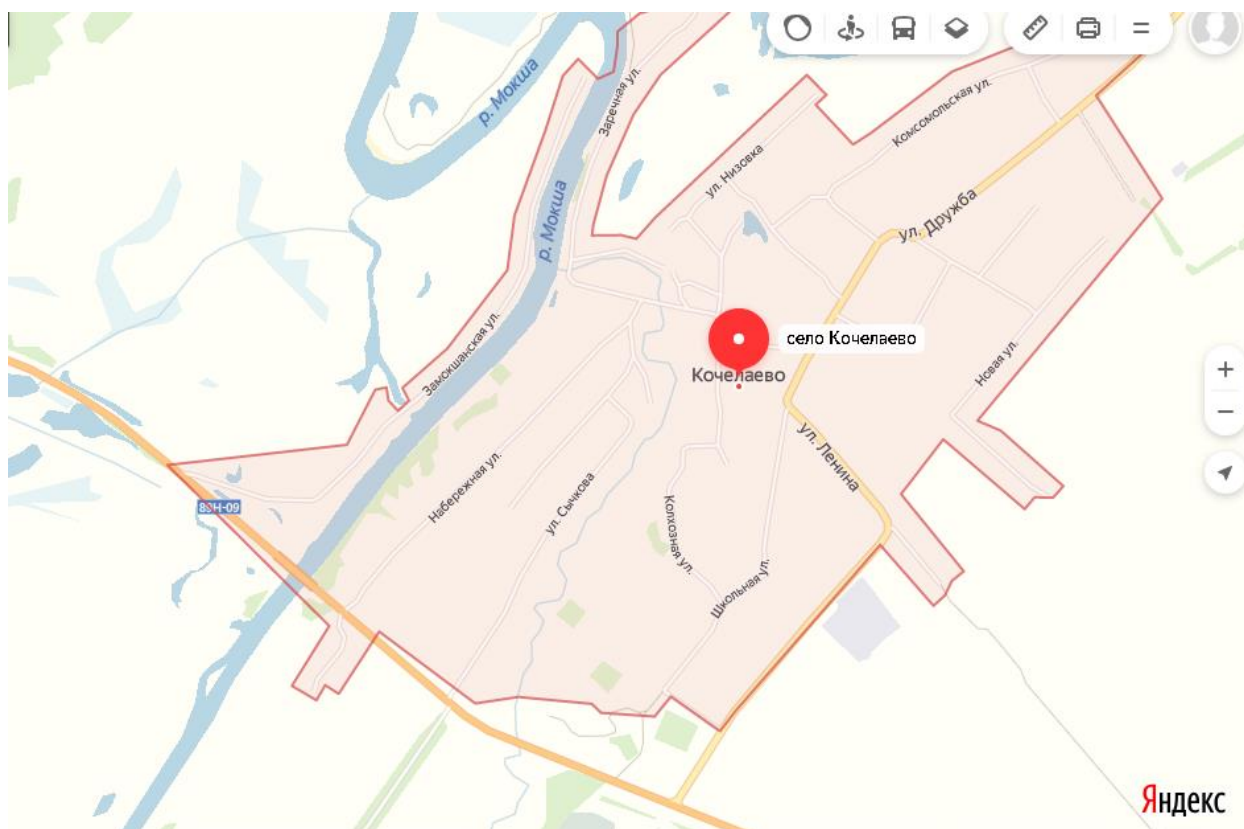 р. Мокша
Заречная ул.
Комсомольская ул.
ул. Низовка
р. Мокша
ул. Дружба
Замокшанская ул.
село Кочелаево
Кочелаево
Новая ул.
ул. Ленина
Набережная ул.
ул. Сычкова
89Н-09
Колхозная ул.
Школьная ул.
Яндекс